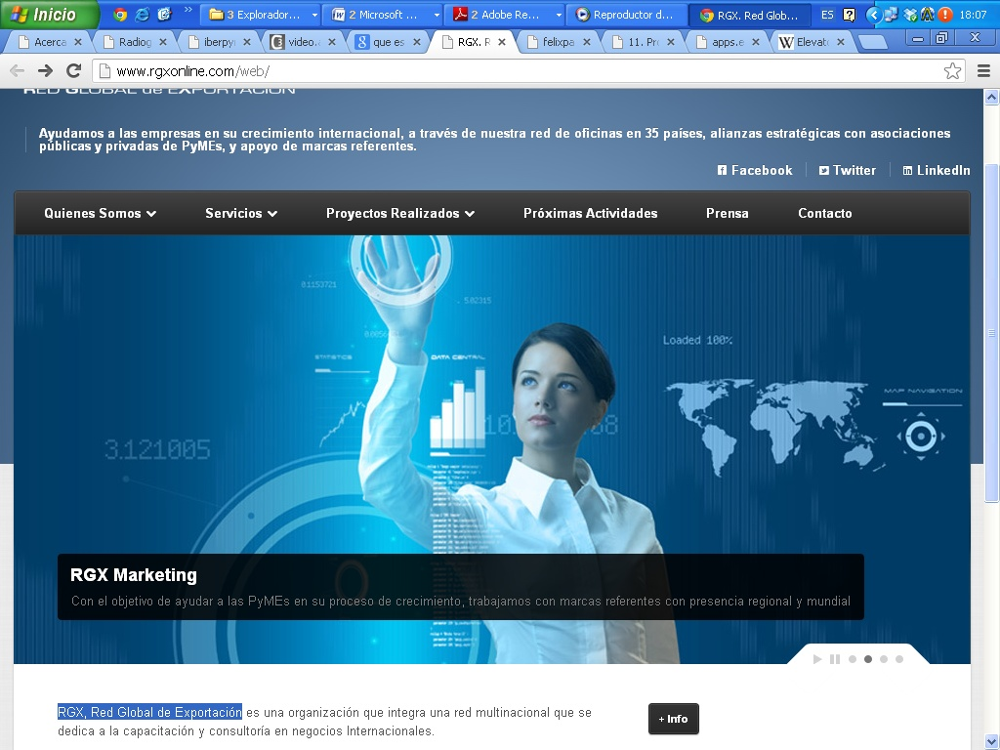 Inicio
3 Explorador...
2 Microsoft ...
2 Adobe Re...
Reproductor d...
RGX. Red Glob...
ES
18:07
Acerca
Radiog
iberpy
video.
que es
RGX. R
felixpa
11. Pr
apps.e
Elevat
www.rgxonline.com/web/
RED GLOBAL de EXPORTACIÓN
Ayudamos a las empresas en su crecimiento internacional, a través de nuestra red de oficinas en 35 países, alianzas estratégicas con asociaciones
públicas y privadas de PyMEs, y apoyo de marcas referentes.
Facebook
Twitter
LinkedIn
Quienes Somos
Servicios
Proyectos Realizados
Próximas Actividades
Prensa
Contacto
5.02315
Loaded 100%
STATISTICS
DATA CENTRAL
MAP NAVIGATION
3.121005
RGX Marketing
Con el objetivo de ayudar a las PyMEs en su proceso de crecimiento, trabajamos con marcas referentes con presencia regional y mundial
RGX, Red Global de Exportación es una organización que integra una red multinacional que se
dedica a la capacitación y consultoría en negocios Internacionales.
+ Info